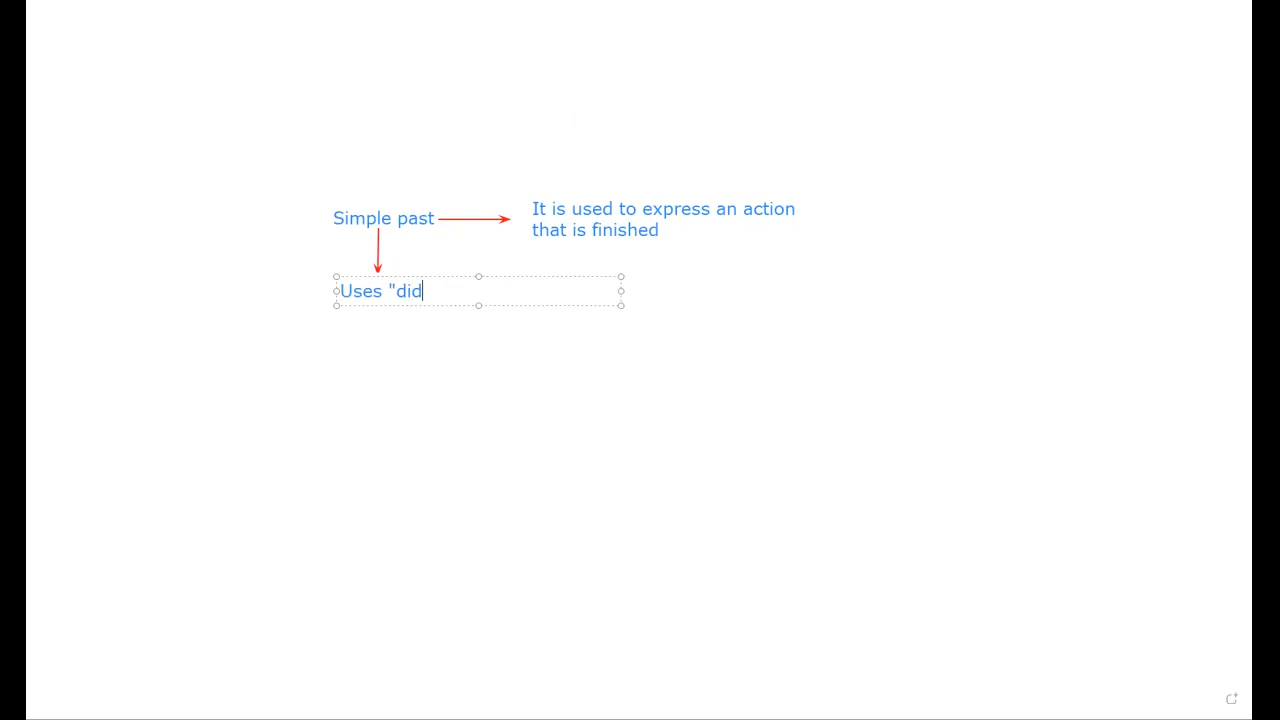 Simple past
It is used to express an action
that is finished
Uses "did